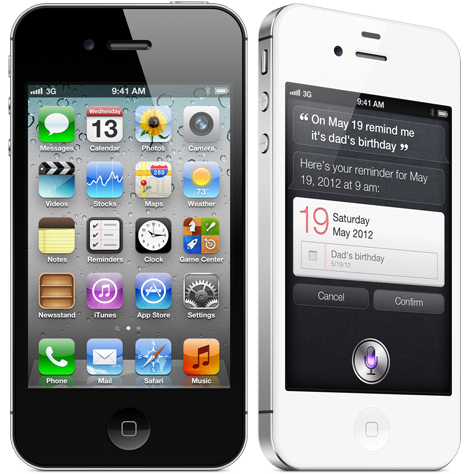 3G 9:41 AM
Wednesday
13
Messages Calendar Photos Camera
280
73°
Videos Stocks Maps Weather
Notes Reminders Clock Game Center
Newsstand iTunes App Store Settings
Phone Mail Safari Music
3G 9:41 AM
“ On May 19 remind me
it's dad's birthday ”
Here's your reminder for May
19, 2012 at 9 am:
19 Saturday
May 2012
Dad's birthday
5/19/12
Cancel Confirm